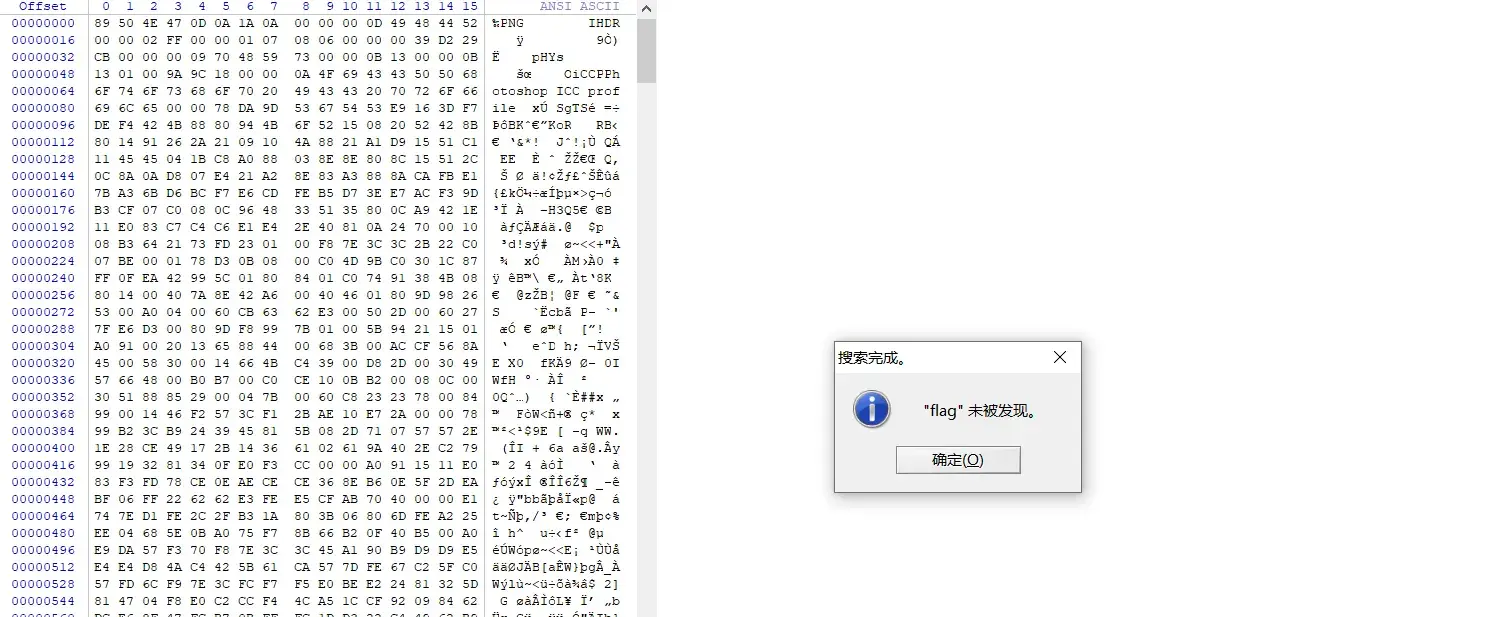 Offset 0 1 2 3 4 5 6 7 8 9 10 11 12 13 14 15 ANSI ASCII
00000000 89 50 4E 47 0D 0A 1A 0A 00 00 00 0D 49 48 44 52 ‰PNG IHDR
00000016 00 00 02 FF 00 00 01 07 08 06 00 00 00 39 D2 29 ÿ 9Ò)
00000032 CB 00 00 00 09 70 48 59 73 00 00 0B 13 00 00 0B Ë pHYs
00000048 13 01 00 9A 9C 18 00 00 0A 4F 69 43 43 50 50 68 šœ OiCCPPh
00000064 6F 74 6F 73 68 6F 70 20 49 43 43 20 70 72 6F 66 otoshop ICC prof
00000080 69 6C 65 00 00 78 DA 9D 53 67 54 53 E9 16 3D F7 ile xÚ SgTSé =÷
00000096 DE F4 42 4B 88 80 94 4B 6F 52 15 08 20 52 42 8B ÞôBKˆ€”KoR RB‹
00000112 80 14 91 26 2A 21 09 10 4A 88 21 A1 D9 15 51 C1 € ‘&*! Jˆ!¡Ù QÁ
00000128 11 45 45 04 1B C8 A0 88 03 8E 8E 80 8C 15 51 2C EE È ˆ ŽŽ€Œ Q,
00000144 0C 8A 0A D8 07 E4 21 A2 8E 83 A3 88 8A CA FB E1 Š Ø ä!¢Žƒ£ˆŠÊûá
00000160 7B A3 6B D6 BC F7 E6 CD FE B5 D7 3E E7 AC F3 9D {£kÖ¼÷æÍþµ×>ç¬ó
00000176 B3 CF 07 C0 08 0C 96 48 33 51 35 80 0C A9 42 1E ³Ï À –H3Q5€ ©B
00000192 11 E0 83 C7 C4 C6 E1 E4 2E 40 81 0A 24 70 00 10 àƒÇÄÆáä.@ $p
00000208 08 B3 64 21 73 FD 23 01 00 F8 7E 3C 3C 2B 22 C0 ³d!sý# ø~<<+"À
00000224 07 BE 00 01 78 D3 0B 08 00 C0 4D 9B C0 30 1C 87 ¾ xÓ ÀM›À0 ‡
00000240 FF 0F EA 42 99 5C 01 80 84 01 C0 74 91 38 4B 08 ÿ êB™\ €„ Àt‘8K
00000256 80 14 00 40 7A 8E 42 A6 00 40 46 01 80 9D 98 26 € @zŽB¦ @F € ˜&
00000272 53 00 A0 04 00 60 CB 63 62 E3 00 50 2D 00 60 27 S `Ëcbã P- `'
00000288 7F E6 D3 00 80 9D F8 99 7B 01 00 5B 94 21 15 01 æÓ € ø™{ [”!
00000304 A0 91 00 20 13 65 88 44 00 68 3B 00 AC CF 56 8A ‘ eˆD h; ¬ÏVŠ
00000320 45 00 58 30 00 14 66 4B C4 39 00 D8 2D 00 30 49 E X0 fKÄ9 Ø- 0I
00000336 57 66 48 00 B0 B7 00 C0 CE 10 0B B2 00 08 0C 00 WfH °· ÀÎ ²
00000352 30 51 88 85 29 00 04 7B 00 60 C8 23 23 78 00 84 0Qˆ…) { `È##x „
00000368 99 00 14 46 F2 57 3C F1 2B AE 10 E7 2A 00 00 78 ™ FòW<ñ+® ç* x
00000384 99 B2 3C B9 24 39 45 81 5B 08 2D 71 07 57 57 2E ™²<¹$9E [ -q WW.
00000400 1E 28 CE 49 17 2B 14 36 61 02 61 9A 40 2E C2 79 (ÎI + 6a aš@.Ây
00000416 99 19 32 81 34 0F E0 F3 CC 00 00 A0 91 15 11 E0 ™ 2 4 àóÌ ‘ à
00000432 83 F3 FD 78 CE 0E AE CE CE 36 8E B6 0E 5F 2D EA ƒóýxÎ ®ÎÎ6Ž¶ _-ê
00000448 BF 06 FF 22 62 62 E3 FE E5 CF AB 70 40 00 00 E1 ¿ ÿ"bbãþåÏ«p@ á
00000464 74 7E D1 FE 2C 2F B3 1A 80 3B 06 80 6D FE A2 25 t~Ñþ,/³ €; €mþ¢%
00000480 EE 04 68 5E 0B A0 75 F7 8B 66 B2 0F 40 B5 00 A0 î h^ u÷‹f² @µ
00000496 E9 DA 57 F3 70 F8 7E 3C 3C 45 A1 90 B9 D9 D9 E5 éÚWópø~<<E¡ ¹ÙÙå
00000512 E4 E4 D8 4A C4 42 5B 61 CA 57 7D FE 67 C2 5F C0 ääØJÄB[aÊW}þgÂ_À
00000528 57 FD 6C F9 7E 3C FC F7 F5 E0 BE E2 24 81 32 5D Wýlù~<ü÷õà¾â$ 2]
00000544 81 47 04 F8 E0 C2 CC F4 4C A5 1C CF 92 09 84 62 G øàÂÌôL¥ Ï’ „b
搜索完成。
"flag" 未被发现。
确定(O)